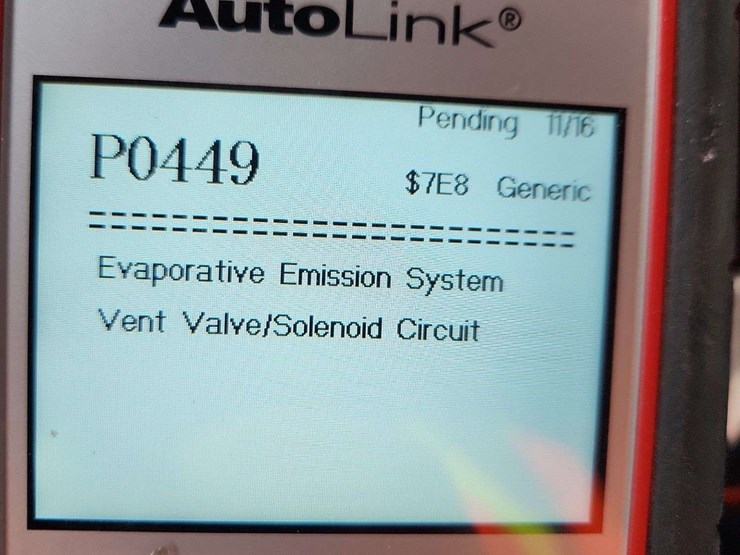 AutoLink®
Pending 11/16
P0449
$7E8 Generic
==============================
Evaporative Emission System
Vent Valve/Solenoid Circuit